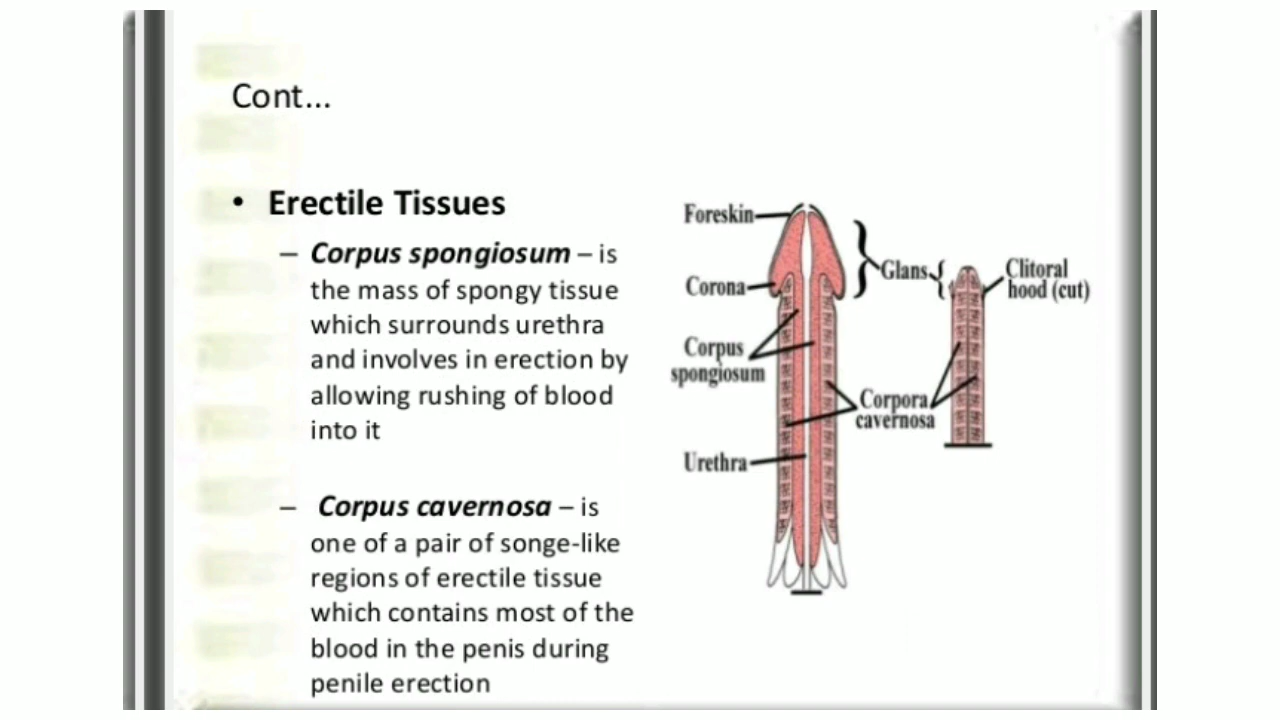 Cont...
• Erectile Tissues
– Corpus spongiosum – is
the mass of spongy tissue
which surrounds urethra
and involves in erection by
allowing rushing of blood
into it
– Corpus cavernosa – is
one of a pair of songe-like
regions of erectile tissue
which contains most of the
blood in the penis during
penile erection
Foreskin
Corona
Corpus
spongiosum
Urethra
Glans
Corpora
cavernosa
Clitoral
hood (cut)